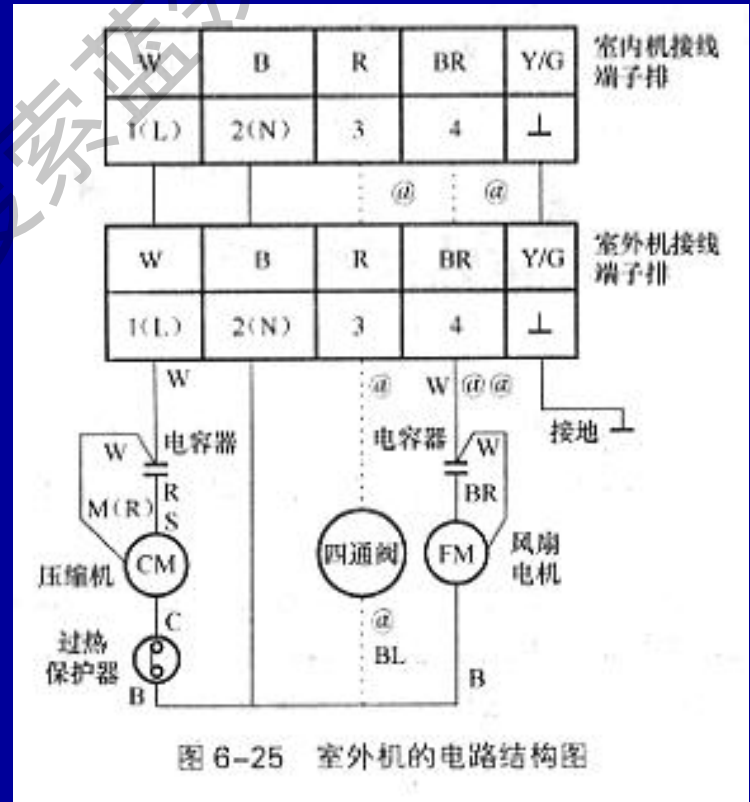 W B R BR Y/G 室内机接线
端子排
1(L) 2(N) 3 4 ⊥
@ @
W B R BR Y/G 室外机接线
端子排
1(L) 2(N) 3 4 ⊥
W @ W @@
接地
W 电容器 电容器 W
R BR
M(R) S
压缩机 CM 四通阀 FM 风扇
电机
C @
过热
保护器 BL
B B
图 6-25 室外机的电路结构图